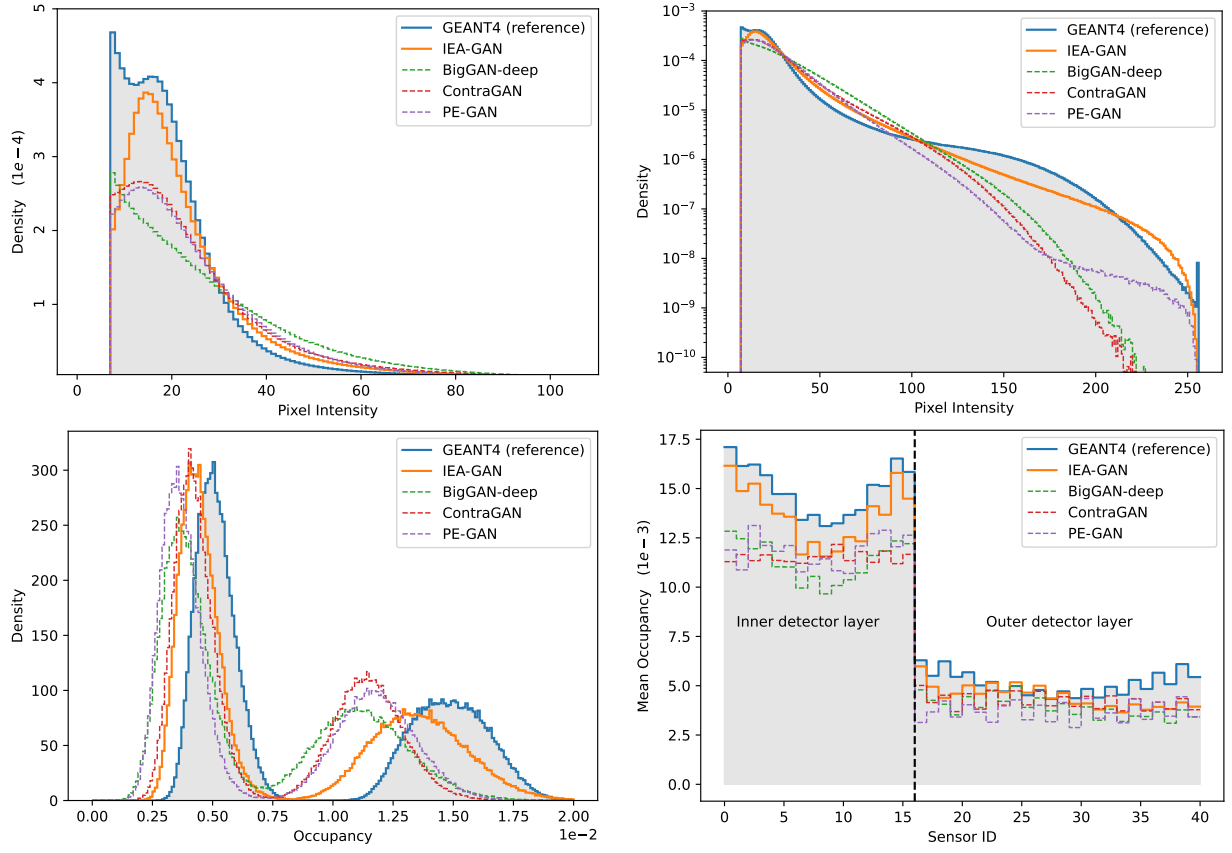 5
4
3
2
1
Density (1e−4)
0 20 40 60 80 100
Pixel Intensity
GEANT4 (reference)
IEA-GAN
BigGAN-deep
ContraGAN
PE-GAN
10⁻³
10⁻⁴
10⁻⁵
10⁻⁶
10⁻⁷
10⁻⁸
10⁻⁹
10⁻¹⁰
Density
0 50 100 150 200 250
Pixel Intensity
GEANT4 (reference)
IEA-GAN
BigGAN-deep
ContraGAN
PE-GAN
300
250
200
150
100
50
0
Density
0.00 0.25 0.50 0.75 1.00 1.25 1.50 1.75 2.00
1e−2
Occupancy
GEANT4 (reference)
IEA-GAN
BigGAN-deep
ContraGAN
PE-GAN
17.5
15.0
12.5
10.0
7.5
5.0
2.5
0.0
Mean Occupancy (1e−3)
0 5 10 15 20 25 30 35 40
Sensor ID
GEANT4 (reference)
IEA-GAN
BigGAN-deep
ContraGAN
PE-GAN
Inner detector layer
Outer detector layer